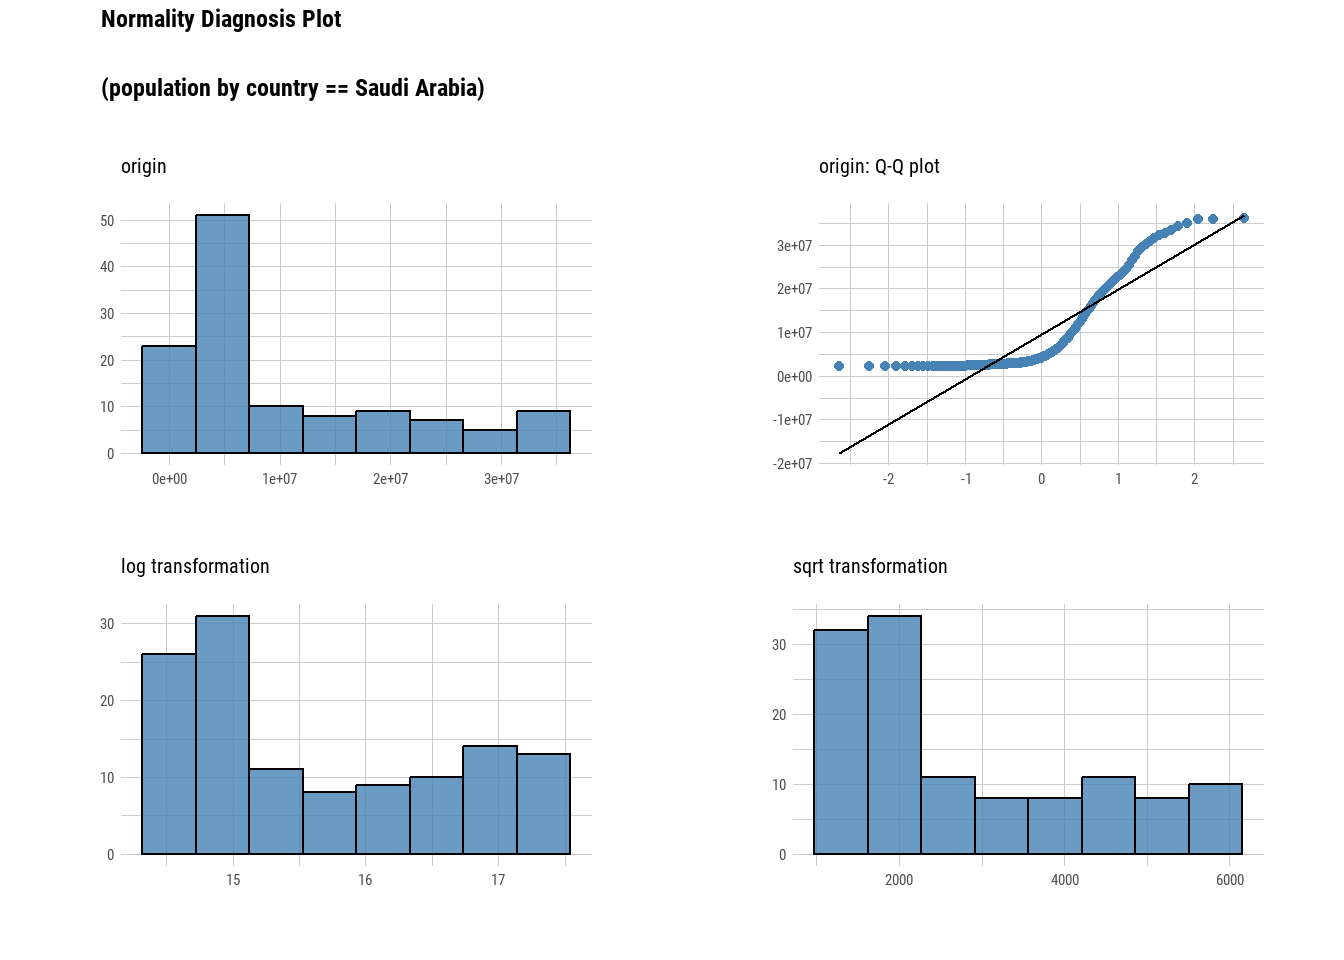 Normality Diagnosis Plot
(population by country == Saudi Arabia)
origin
50
40
30
20
10
0
0e+00 1e+07 2e+07 3e+07
origin: Q-Q plot
3e+07
2e+07
1e+07
0e+00
-1e+07
-2e+07
-2 -1 0 1 2
log transformation
30
20
10
0
15 16 17
sqrt transformation
30
20
10
0
2000 4000 6000